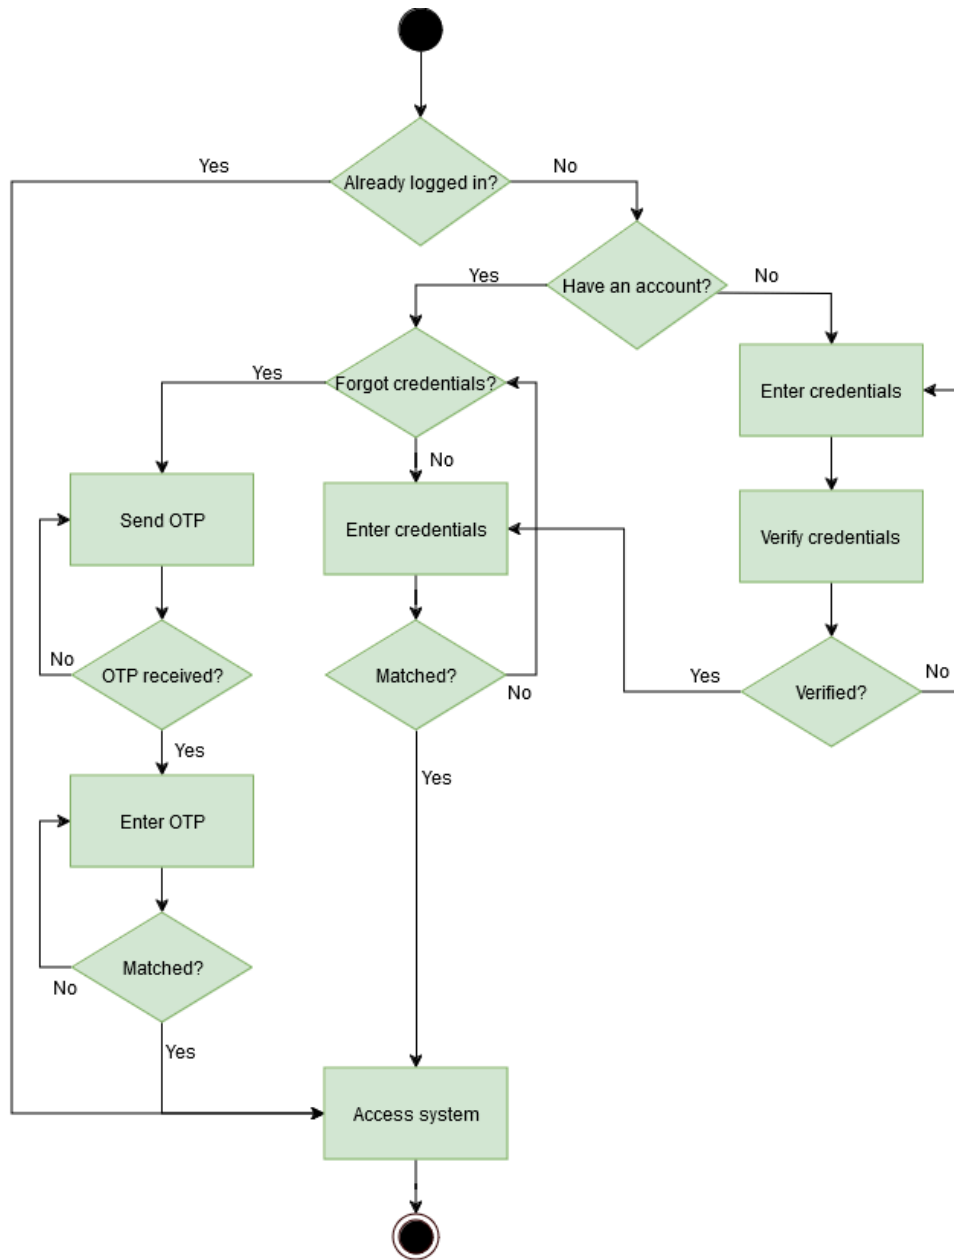 Yes
Already logged in?
No
Yes
Have an account?
No
Yes
Forgot credentials?
Enter credentials
No
Send OTP
Enter credentials
Verify credentials
No
OTP received?
Matched?
No
Yes
Verified?
No
Yes
Yes
Enter OTP
No
Matched?
Yes
Access system